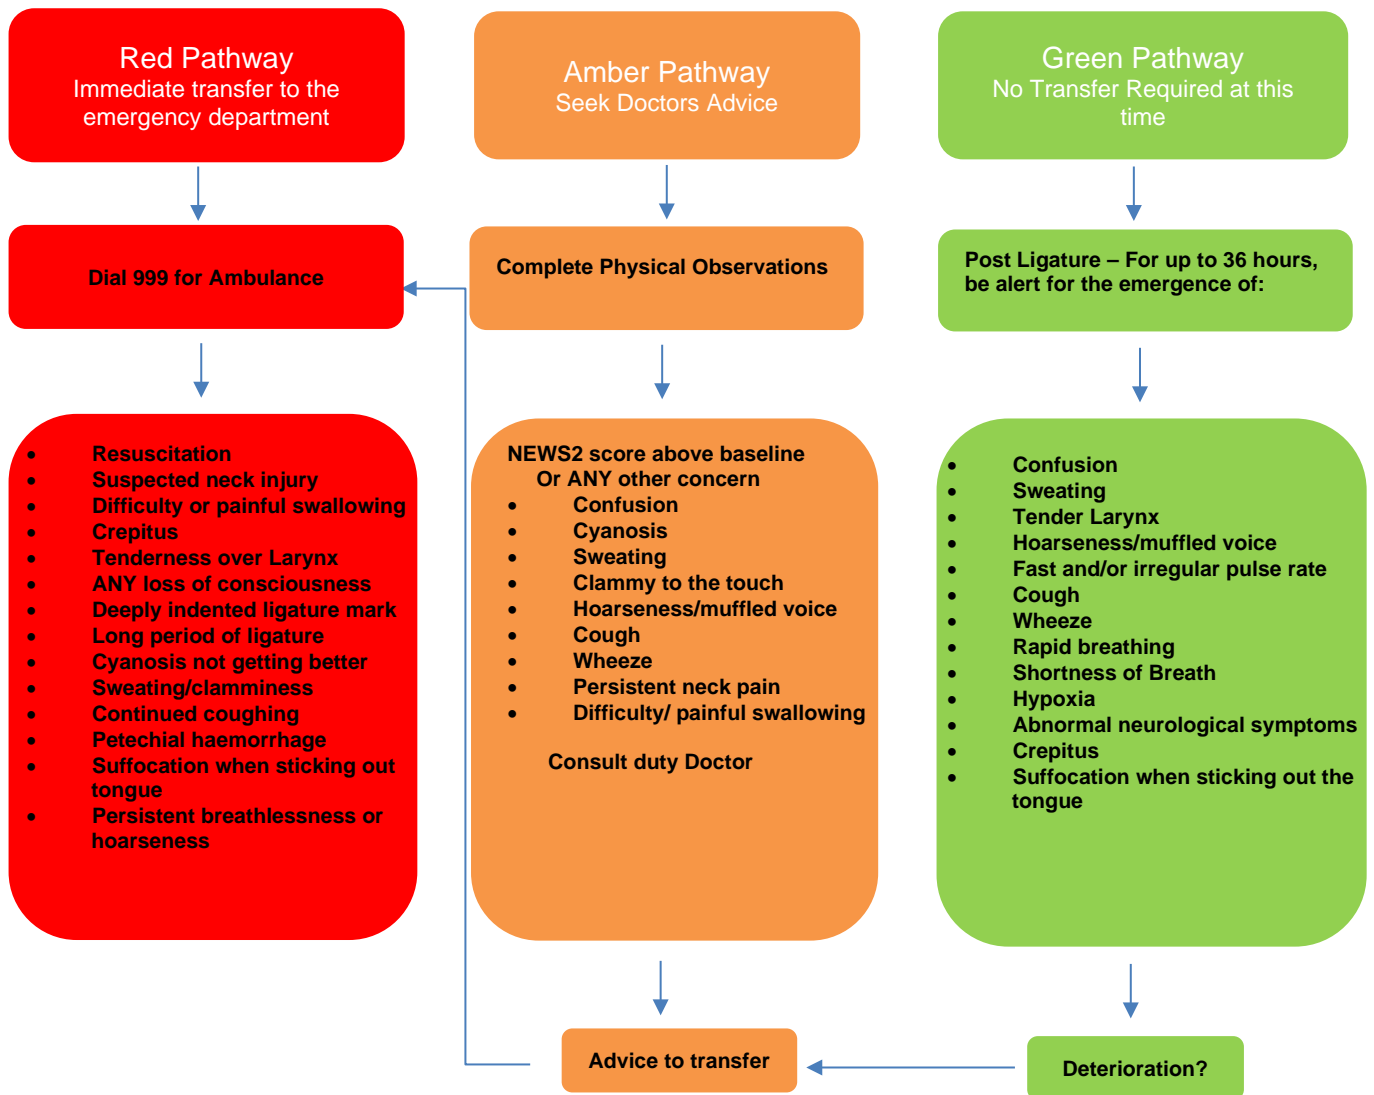 Red Pathway
Immediate transfer to the
emergency department
Dial 999 for Ambulance
• Resuscitation
• Suspected neck injury
• Difficulty or painful swallowing
• Crepitus
• Tenderness over Larynx
• ANY loss of consciousness
• Deeply indented ligature mark
• Long period of ligature
• Cyanosis not getting better
• Sweating/clamminess
• Continued coughing
• Petechial haemorrhage
• Suffocation when sticking out
tongue
• Persistent breathlessness or
hoarseness
Amber Pathway
Seek Doctors Advice
Complete Physical Observations
NEWS2 score above baseline
Or ANY other concern
• Confusion
• Cyanosis
• Sweating
• Clammy to the touch
• Hoarseness/muffled voice
• Cough
• Wheeze
• Persistent neck pain
• Difficulty/ painful swallowing
Consult duty Doctor
Advice to transfer
Green Pathway
No Transfer Required at this
time
Post Ligature – For up to 36 hours,
be alert for the emergence of:
• Confusion
• Sweating
• Tender Larynx
• Hoarseness/muffled voice
• Fast and/or irregular pulse rate
• Cough
• Wheeze
• Rapid breathing
• Shortness of Breath
• Hypoxia
• Abnormal neurological symptoms
• Crepitus
• Suffocation when sticking out the
tongue
Deterioration?